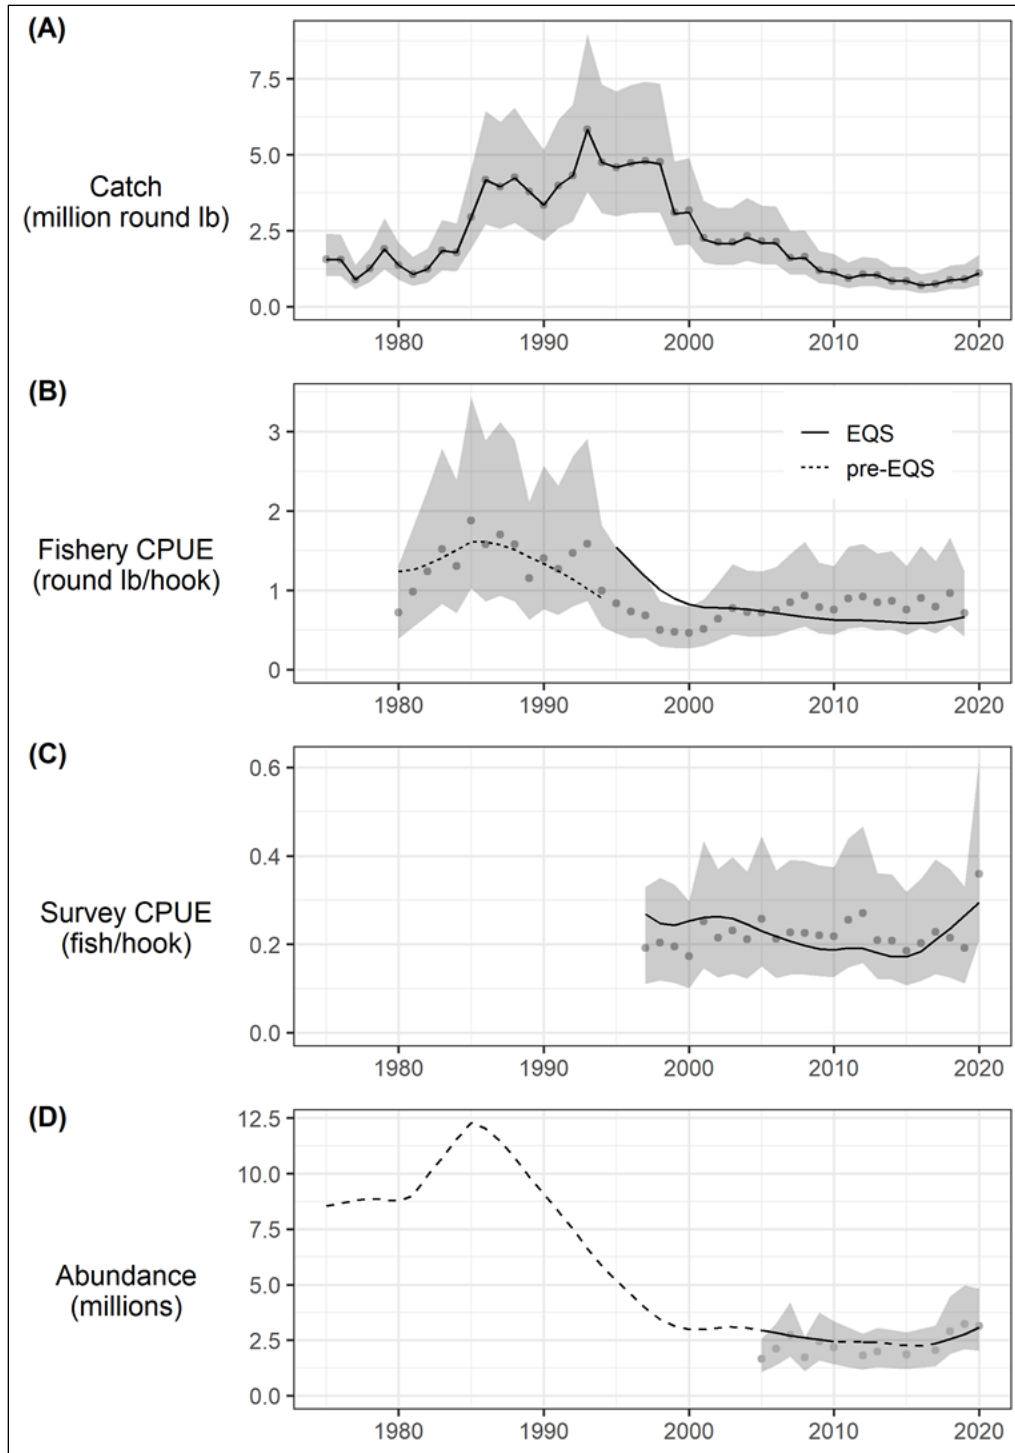 (A)
Catch
(million round lb)
7.5
5.0
2.5
0.0
1980 1990 2000 2010 2020
(B)
Fishery CPUE
(round lb/hook)
3
2
1
0
EQS
pre-EQS
1980 1990 2000 2010 2020
(C)
Survey CPUE
(fish/hook)
0.6
0.4
0.2
0.0
1980 1990 2000 2010 2020
(D)
Abundance
(millions)
12.5
10.0
7.5
5.0
2.5
0.0
1980 1990 2000 2010 2020